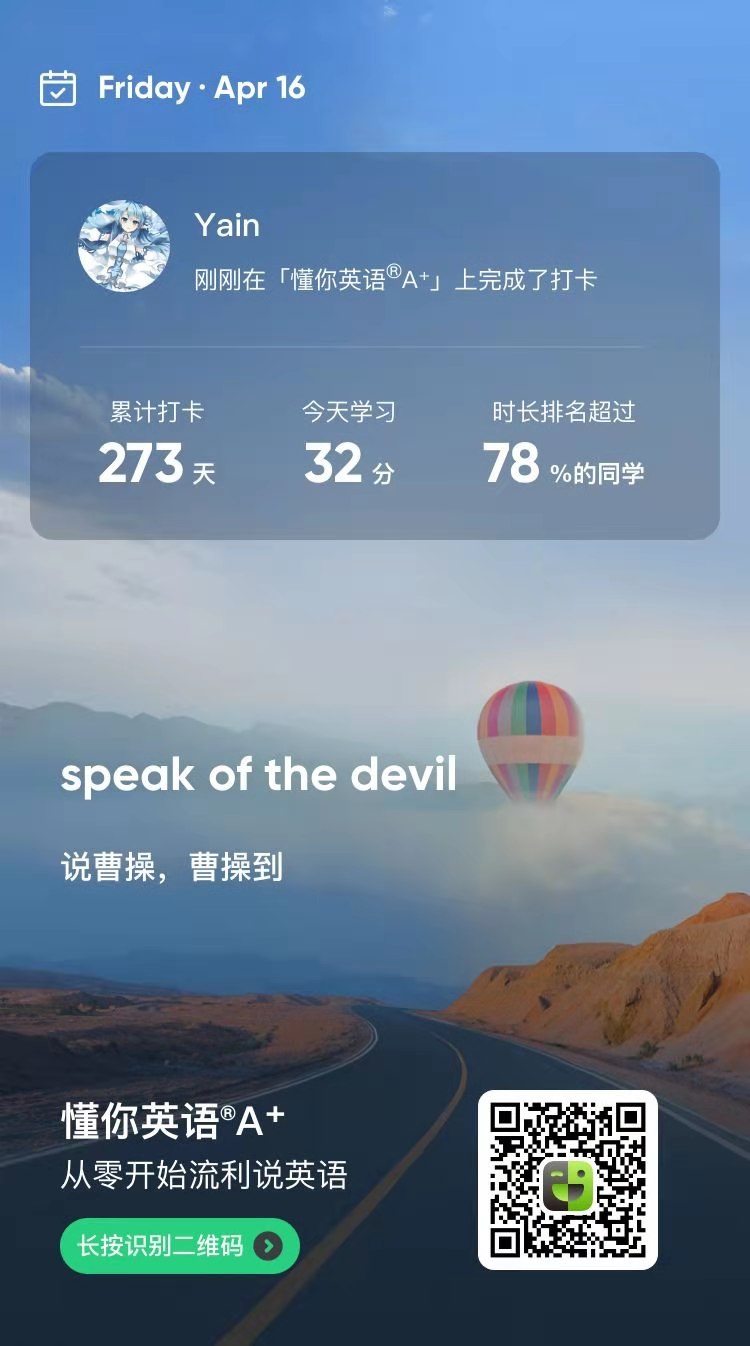 Friday · Apr 16
Yain
刚刚在「懂你英语®A⁺」上完成了打卡
累计打卡 今天学习 时长排名超过
273 天 32 分 78 %的同学
speak of the devil
说曹操，曹操到
懂你英语®A⁺
从零开始流利说英语
长按识别二维码